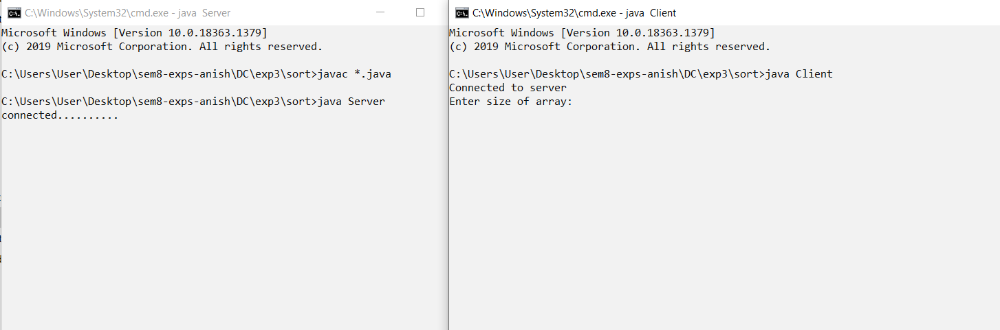 C:\Windows\System32\cmd.exe - java  Server
Microsoft Windows [Version 10.0.18363.1379]
(c) 2019 Microsoft Corporation. All rights reserved.
C:\Users\User\Desktop\sem8-exps-anish\DC\exp3\sort>javac *.java
C:\Users\User\Desktop\sem8-exps-anish\DC\exp3\sort>java Server
connected..........
C:\Windows\System32\cmd.exe - java  Client
Microsoft Windows [Version 10.0.18363.1379]
(c) 2019 Microsoft Corporation. All rights reserved.
C:\Users\User\Desktop\sem8-exps-anish\DC\exp3\sort>java Client
Connected to server
Enter size of array: